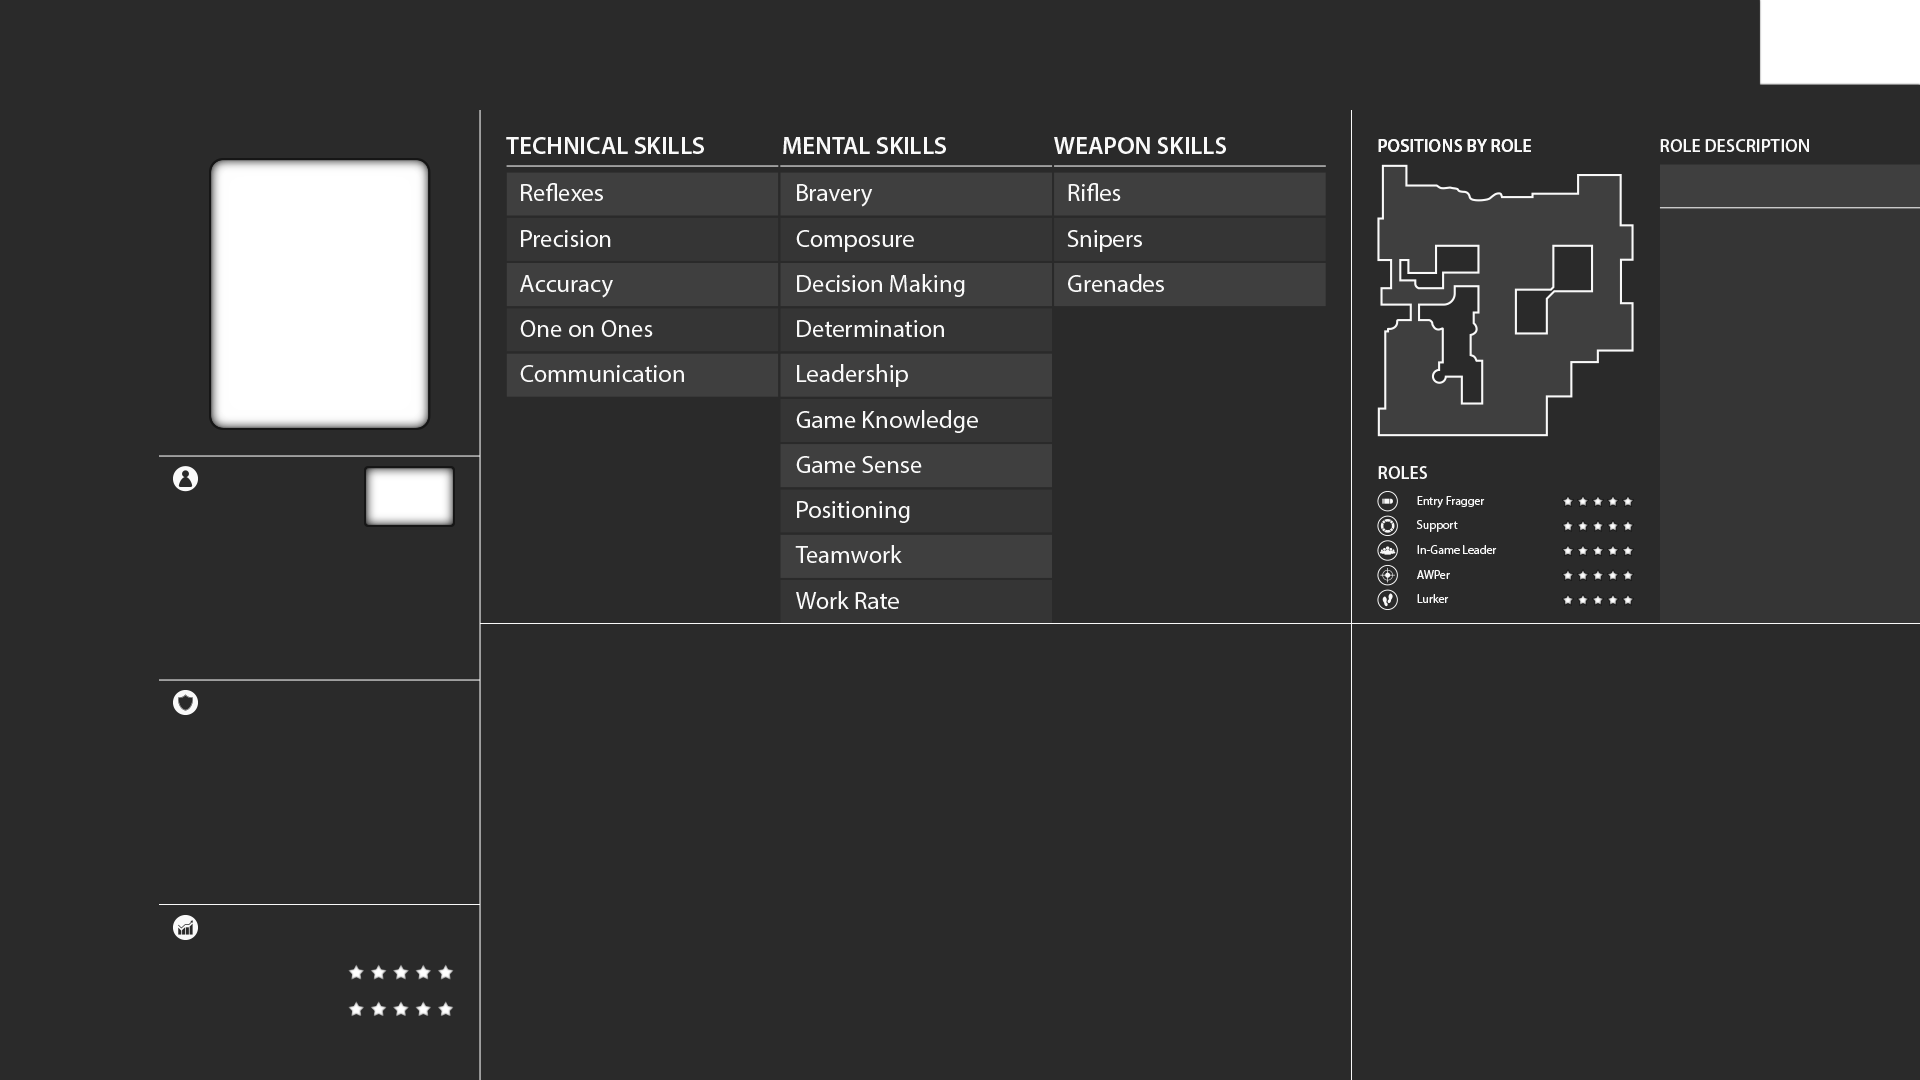 TECHNICAL SKILLS
Reflexes
Precision
Accuracy
One on Ones
Communication
MENTAL SKILLS
Bravery
Composure
Decision Making
Determination
Leadership
Game Knowledge
Game Sense
Positioning
Teamwork
Work Rate
WEAPON SKILLS
Rifles
Snipers
Grenades
POSITIONS BY ROLE
ROLES
Entry Fragger
Support
In-Game Leader
AWPer
Lurker
ROLE DESCRIPTION